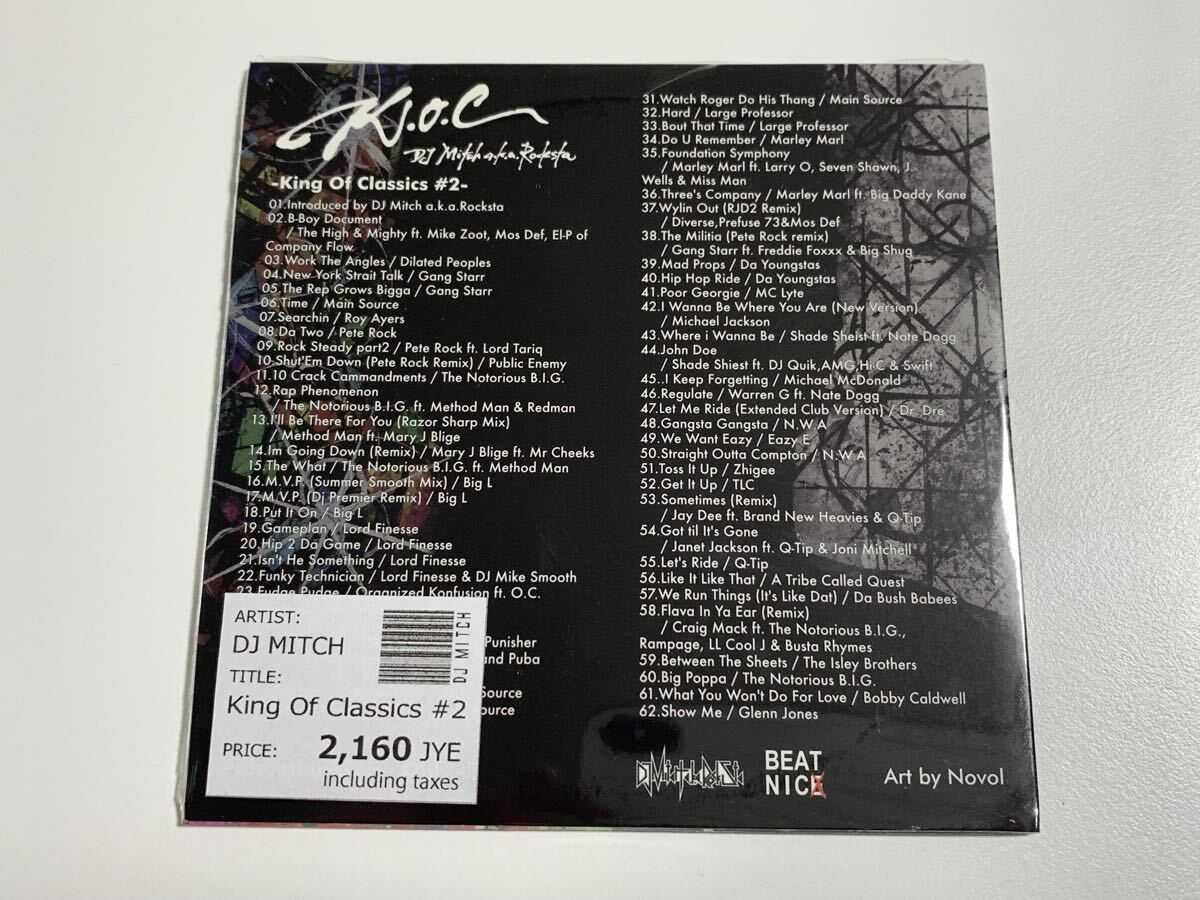 K.O.C
DJ Mitch a.k.a.Rocksta
-King Of Classics #2-
01.Introduced by DJ Mitch a.k.a.Rocksta
02.B-Boy Document
/ The High & Mighty ft. Mike Zoot, Mos Def, El-P of
Company Flow
03.Work The Angles / Dilated Peoples
04.New York Strait Talk / Gang Starr
05.The Rep Grows Bigga / Gang Starr
06.Time / Main Source
07.Searchin / Roy Ayers
08.Da Two / Pete Rock
09.Rock Steady part2 / Pete Rock ft. Lord Tariq
10.Shut'Em Down (Pete Rock Remix) / Public Enemy
11.10 Crack Cammandments / The Notorious B.I.G.
12.Rap Phenomenon
/ The Notorious B.I.G. ft. Method Man & Redman
13.I'll Be There For You (Razor Sharp Mix)
/ Method Man ft. Mary J Blige
14.Im Going Down (Remix) / Mary J Blige ft. Mr Cheeks
15.The What / The Notorious B.I.G. ft. Method Man
16.M.V.P. (Summer Smooth Mix) / Big L
17.M.V.P. (Dj Premier Remix) / Big L
18.Put It On / Big L
19.Gameplan / Lord Finesse
20.Hip 2 Da Game / Lord Finesse
21.Isn't He Something / Lord Finesse
22.Funky Technician / Lord Finesse & DJ Mike Smooth
23.Fudge Pudge / Organized Konfusion ft. O.C.
Punisher
and Puba
Source
ource
ARTIST:
DJ MITCH
TITLE:
King Of Classics #2
PRICE: 2,160 JYE
including taxes
DJ MITCH
31.Watch Roger Do His Thang / Main Source
32.Hard / Large Professor
33.Bout That Time / Large Professor
34.Do U Remember / Marley Marl
35.Foundation Symphony
/ Marley Marl ft. Larry O, Seven Shawn, J.
Wells & Miss Man
36.Three's Company / Marley Marl ft. Big Daddy Kane
37.Wylin Out (RJD2 Remix)
/ Diverse,Prefuse 73&Mos Def
38.The Militia (Pete Rock remix)
/ Gang Starr ft. Freddie Foxxx & Big Shug
39.Mad Props / Da Youngstas
40.Hip Hop Ride / Da Youngstas
41.Poor Georgie / MC Lyte
42.I Wanna Be Where You Are (New Version)
/ Michael Jackson
43.Where i Wanna Be / Shade Sheist ft. Nate Dogg
44.John Doe
/ Shade Shiest ft. DJ Quik,AMG,Hi-C & Swift
45..I Keep Forgetting / Michael McDonald
46.Regulate / Warren G ft. Nate Dogg
47.Let Me Ride (Extended Club Version) / Dr. Dre
48.Gangsta Gangsta / N.W.A
49.We Want Eazy / Eazy E
50.Straight Outta Compton / N.W.A
51.Toss It Up / Zhigee
52.Get It Up / TLC
53.Sometimes (Remix)
/ Jay Dee ft. Brand New Heavies & Q-Tip
54.Got til It's Gone
/ Janet Jackson ft. Q-Tip & Joni Mitchell
55.Let's Ride / Q-Tip
56.Like It Like That / A Tribe Called Quest
57.We Run Things (It's Like Dat) / Da Bush Babees
58.Flava In Ya Ear (Remix)
/ Craig Mack ft. The Notorious B.I.G.,
Rampage, LL Cool J & Busta Rhymes
59.Between The Sheets / The Isley Brothers
60.Big Poppa / The Notorious B.I.G.
61.What You Won't Do For Love / Bobby Caldwell
62.Show Me / Glenn Jones
BEAT
NICX
Art by Novol